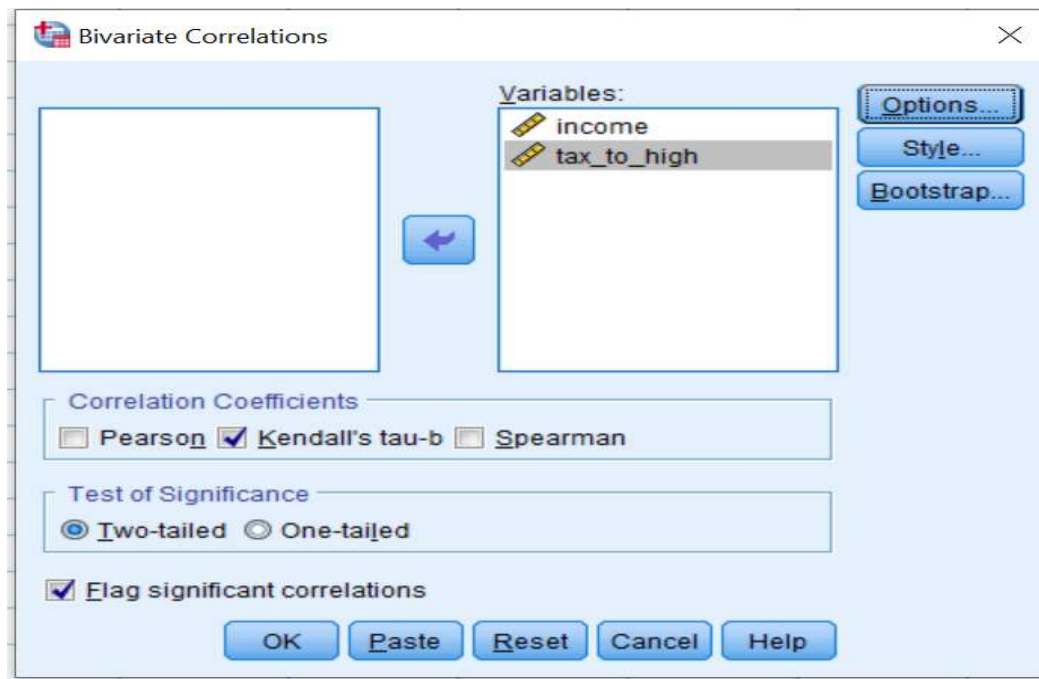 Bivariate Correlations
Variables:
income
tax_to_high
Options...
Style...
Bootstrap...
Correlation Coefficients
Pearson Kendall's tau-b Spearman
Test of Significance
Two-tailed One-tailed
Flag significant correlations
OK Paste Reset Cancel Help